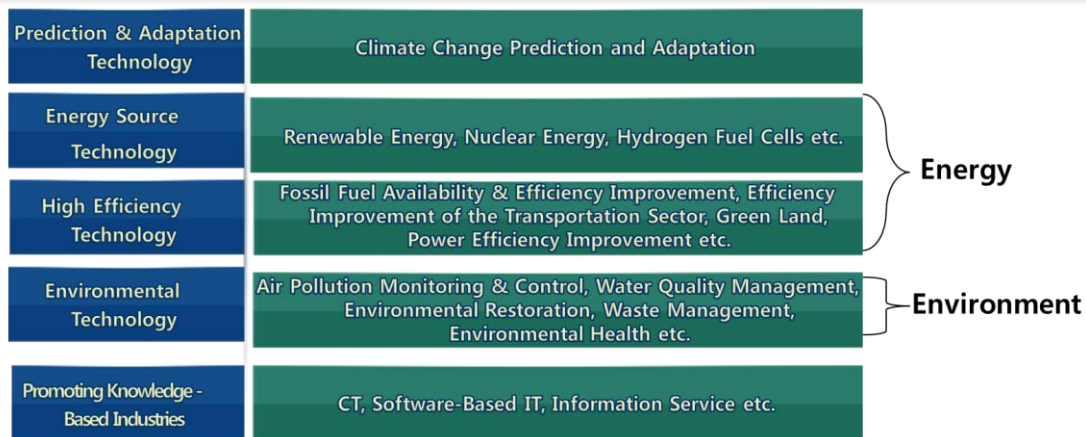 Prediction & Adaptation
Technology
Climate Change Prediction and Adaptation
Energy Source
Technology
Renewable Energy, Nuclear Energy, Hydrogen Fuel Cells etc.
High Efficiency
Technology
Fossil Fuel Availability & Efficiency Improvement, Efficiency
Improvement of the Transportation Sector, Green Land,
Power Efficiency Improvement etc.
Energy
Environmental
Technology
Air Pollution Monitoring & Control, Water Quality Management,
Environmental Restoration, Waste Management,
Environmental Health etc.
Environment
Promoting Knowledge -
Based Industries
CT, Software-Based IT, Information Service etc.